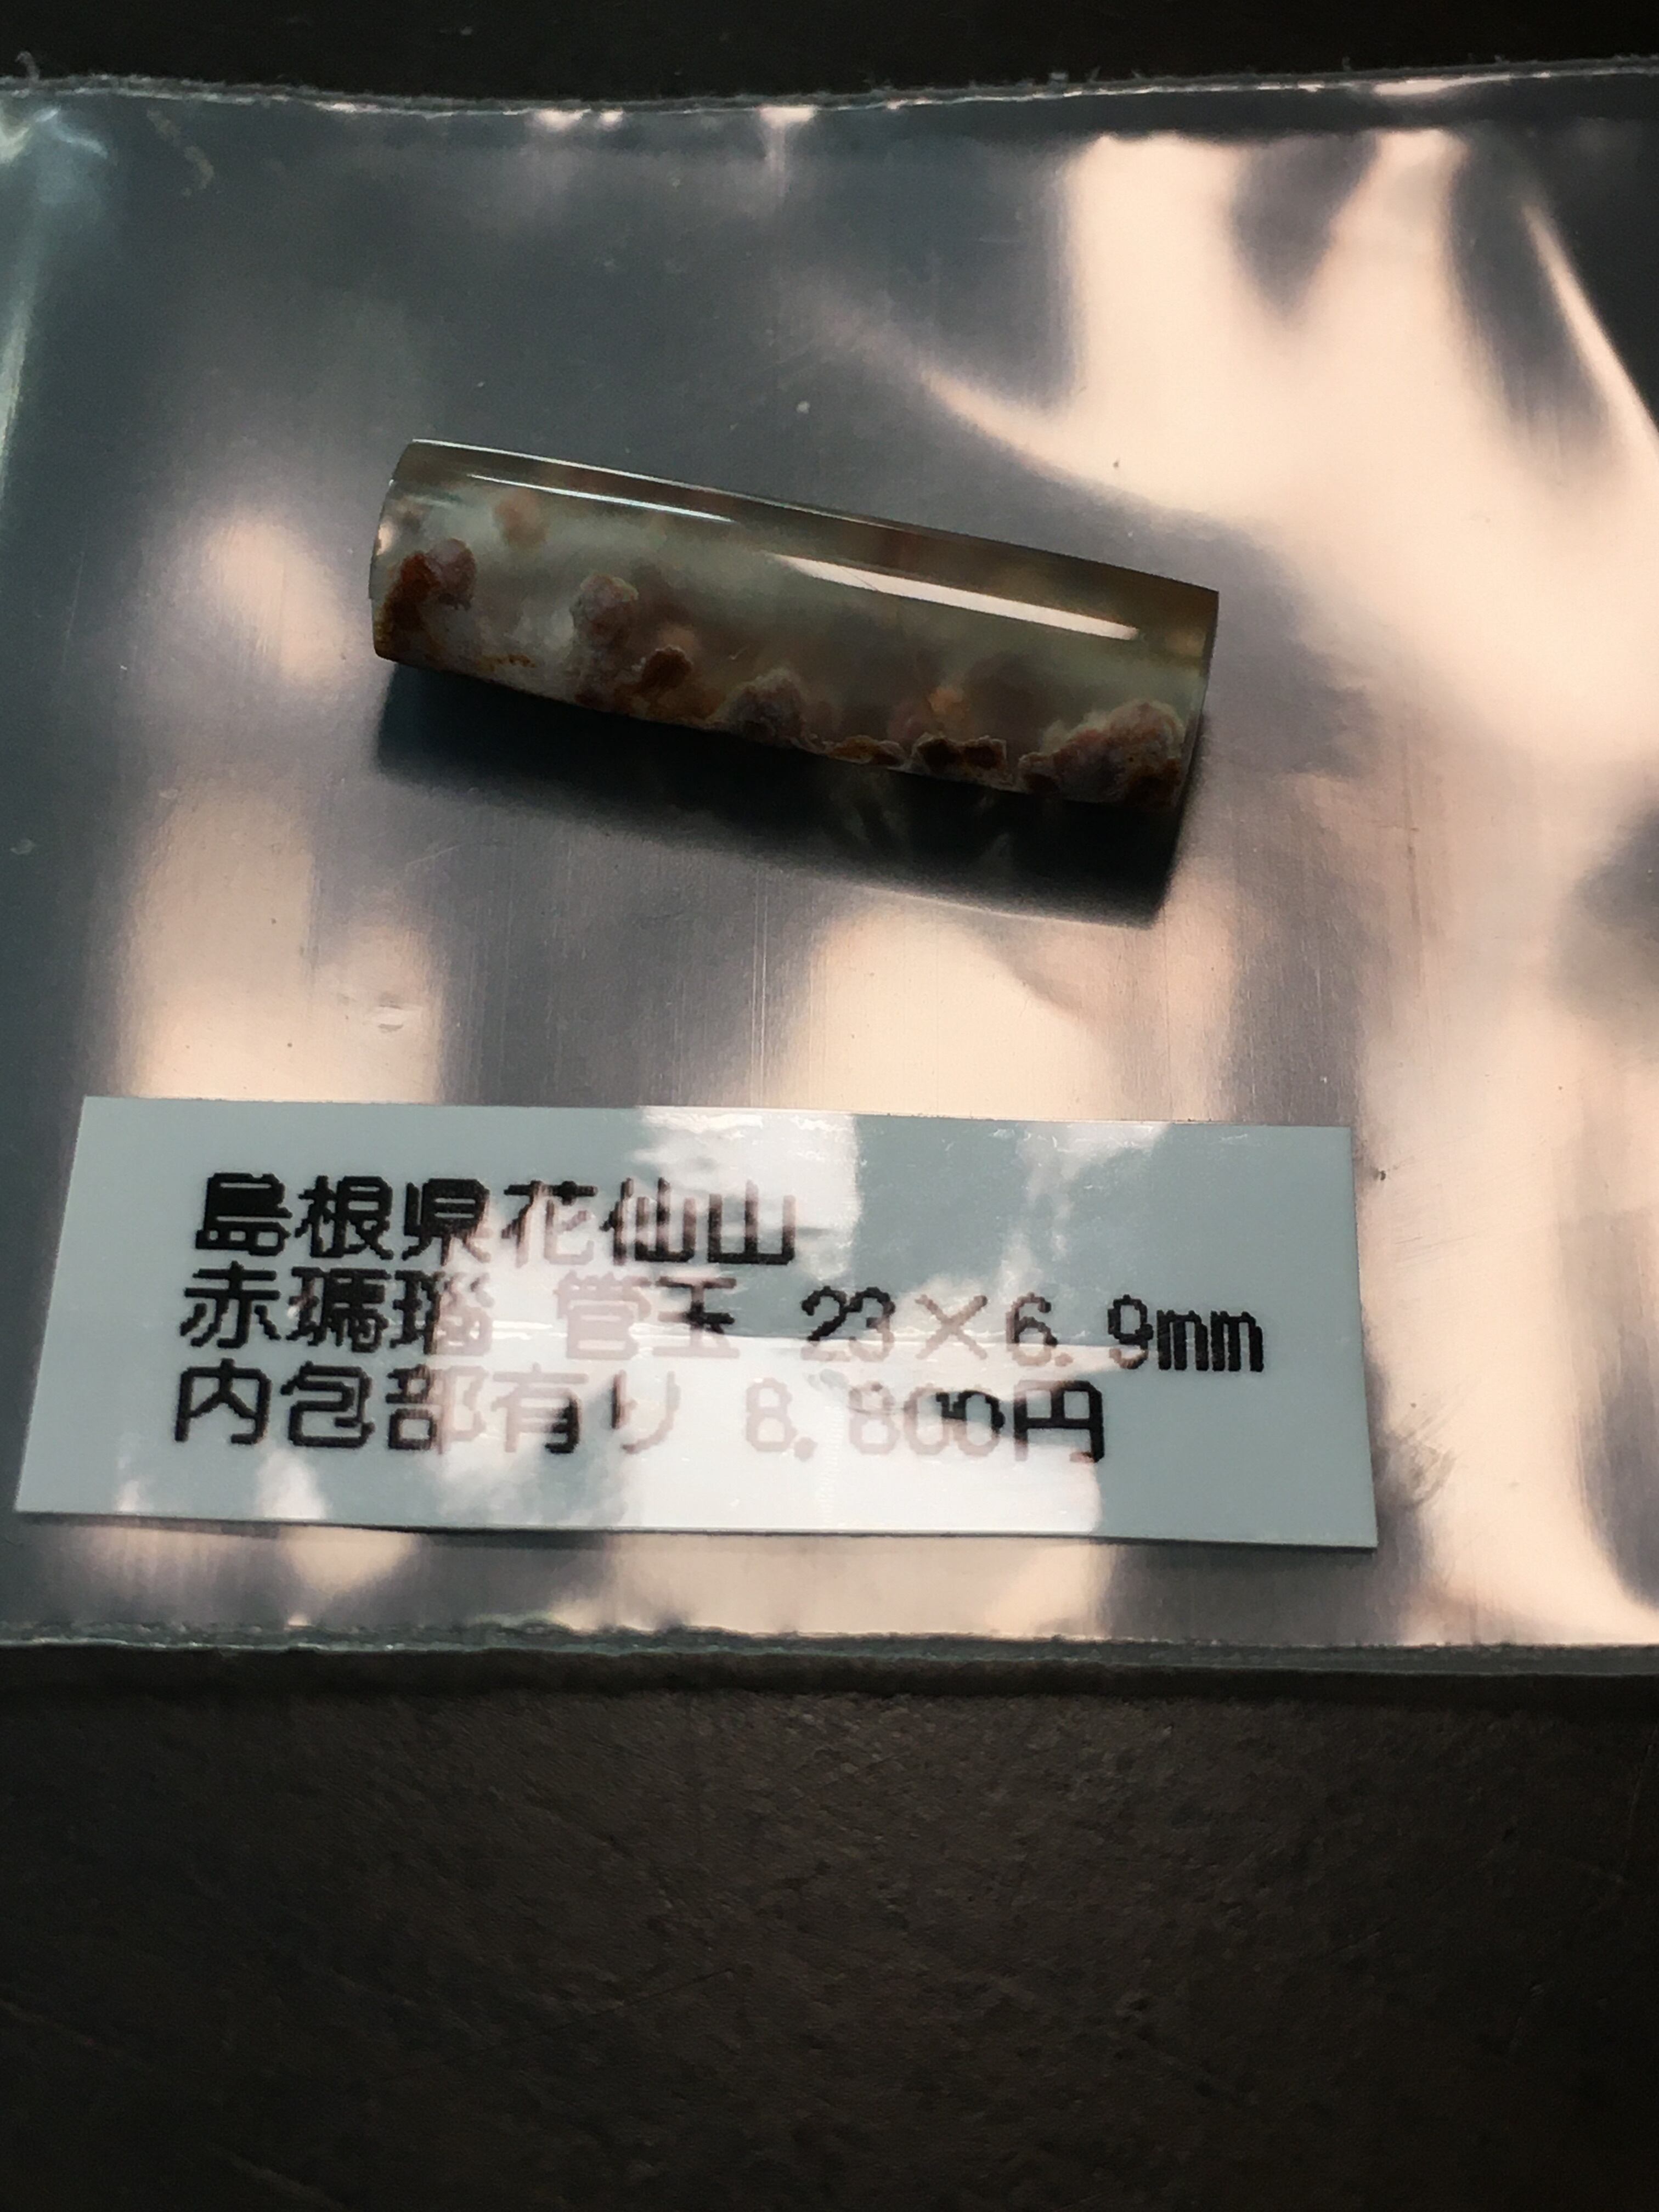 島根県花仙山
赤瑪瑙 管玉 23×6.9mm
内包部有り 8.800円